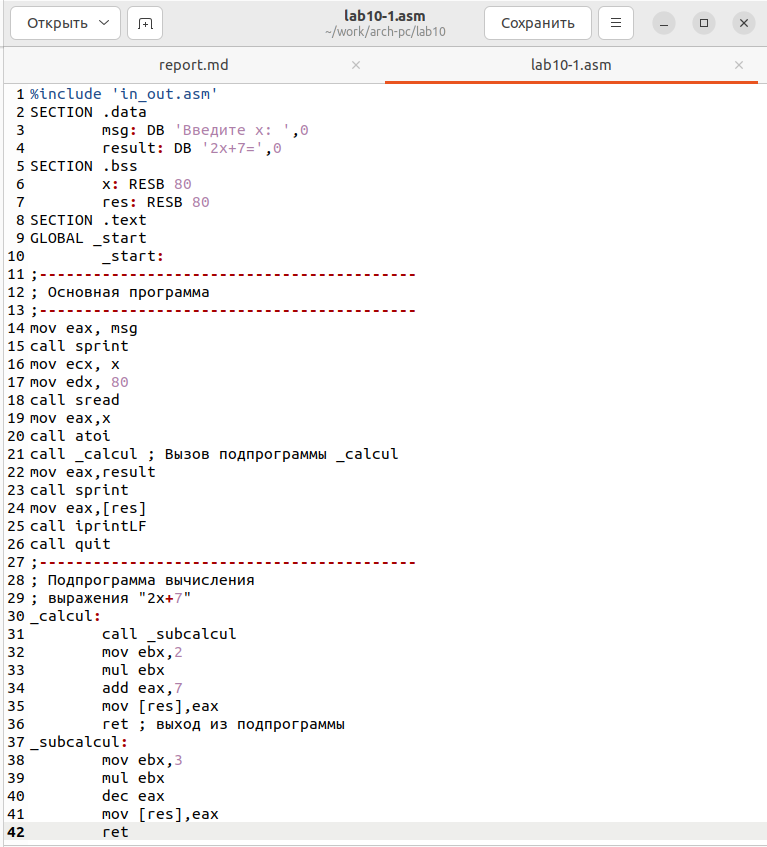 Открыть
lab10-1.asm
~/work/arch-pc/lab10
Сохранить
report.md
lab10-1.asm
1 %include 'in_out.asm'
2 SECTION .data
3 msg: DB 'Введите x: ',0
4 result: DB '2x+7=',0
5 SECTION .bss
6 x: RESB 80
7 res: RESB 80
8 SECTION .text
9 GLOBAL _start
10 _start:
11 ;------------------------------------------
12 ; Основная программа
13 ;------------------------------------------
14 mov eax, msg
15 call sprint
16 mov ecx, x
17 mov edx, 80
18 call sread
19 mov eax,x
20 call atoi
21 call _calcul ; Вызов подпрограммы _calcul
22 mov eax,result
23 call sprint
24 mov eax,[res]
25 call iprintLF
26 call quit
27 ;------------------------------------------
28 ; Подпрограмма вычисления
29 ; выражения "2x+7"
30 _calcul:
31 call _subcalcul
32 mov ebx,2
33 mul ebx
34 add eax,7
35 mov [res],eax
36 ret ; выход из подпрограммы
37 _subcalcul:
38 mov ebx,3
39 mul ebx
40 dec eax
41 mov [res],eax
42 ret